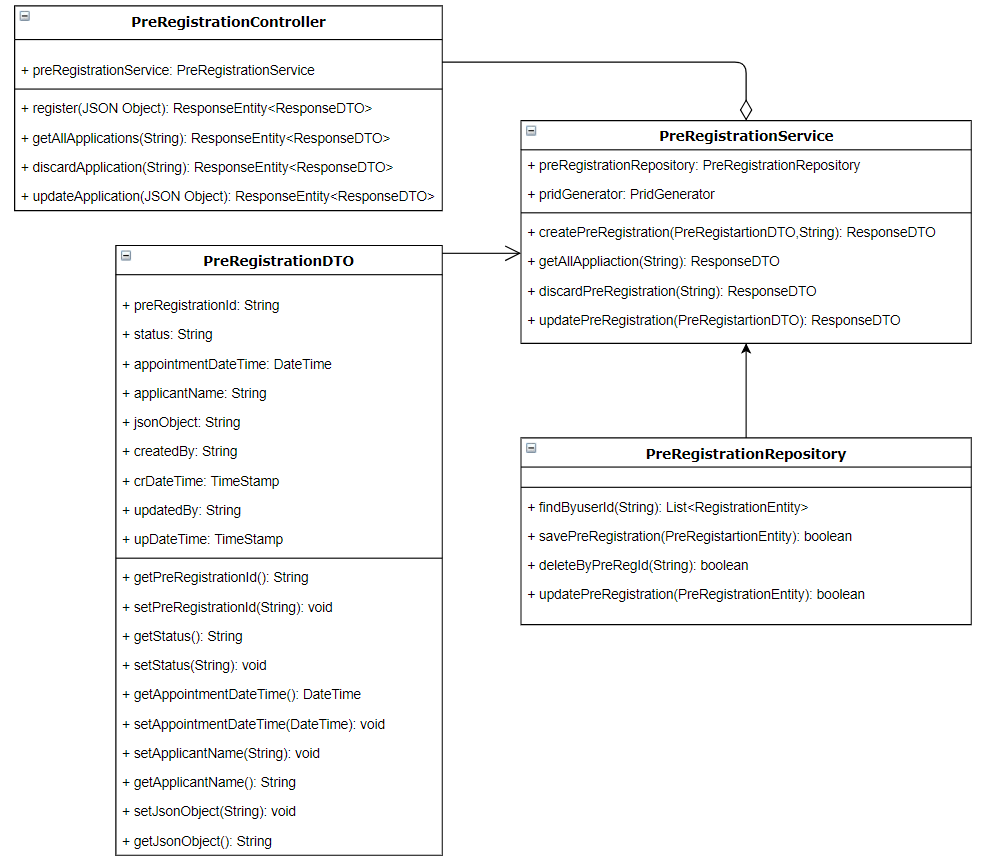 PreRegistrationController
+ preRegistrationService: PreRegistrationService
+ register(JSON Object): ResponseEntity<ResponseDTO>
+ getAllApplications(String): ResponseEntity<ResponseDTO>
+ discardApplication(String): ResponseEntity<ResponseDTO>
+ updateApplication(JSON Object): ResponseEntity<ResponseDTO>
PreRegistrationService
+ preRegistrationRepository: PreRegistrationRepository
+ pridGenerator: PridGenerator
+ createPreRegistration(PreRegistartionDTO,String): ResponseDTO
+ getAllAppliaction(String): ResponseDTO
+ discardPreRegistration(String): ResponseDTO
+ updatePreRegistration(PreRegistartionDTO): ResponseDTO
PreRegistrationDTO
+ preRegistrationId: String
+ status: String
+ appointmentDateTime: DateTime
+ applicantName: String
+ jsonObject: String
+ createdBy: String
+ crDateTime: TimeStamp
+ updatedBy: String
+ upDateTime: TimeStamp
+ getPreRegistrationId(): String
+ setPreRegistrationId(String): void
+ getStatus(): String
+ setStatus(String): void
+ getAppointmentDateTime(): DateTime
+ setAppointmentDateTime(DateTime): void
+ setApplicantName(String): void
+ getApplicantName(): String
+ setJsonObject(String): void
+ getJsonObject(): String
PreRegistrationRepository
+ findByuserId(String): List<RegistrationEntity>
+ savePreRegistration(PreRegistartionEntity): boolean
+ deleteByPreRegId(String): boolean
+ updatePreRegistration(PreRegistrationEntity): boolean